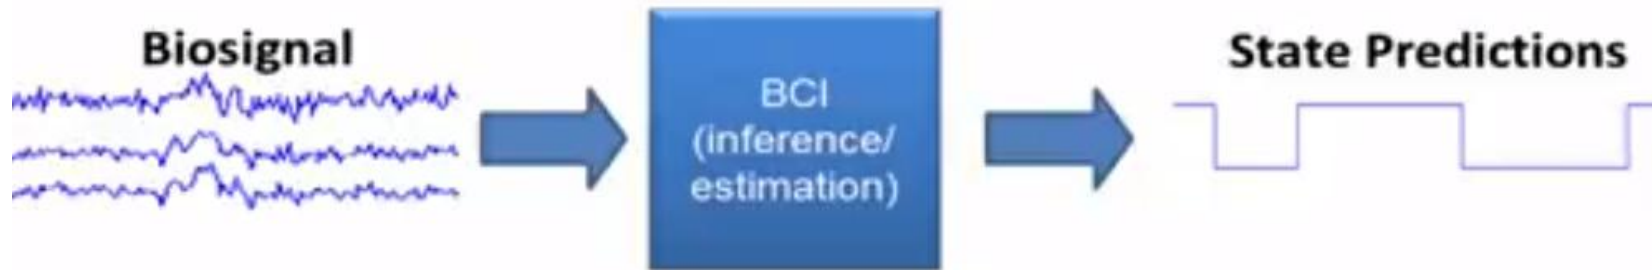 Biosignal
BCI
(inference/
estimation)
State Predictions